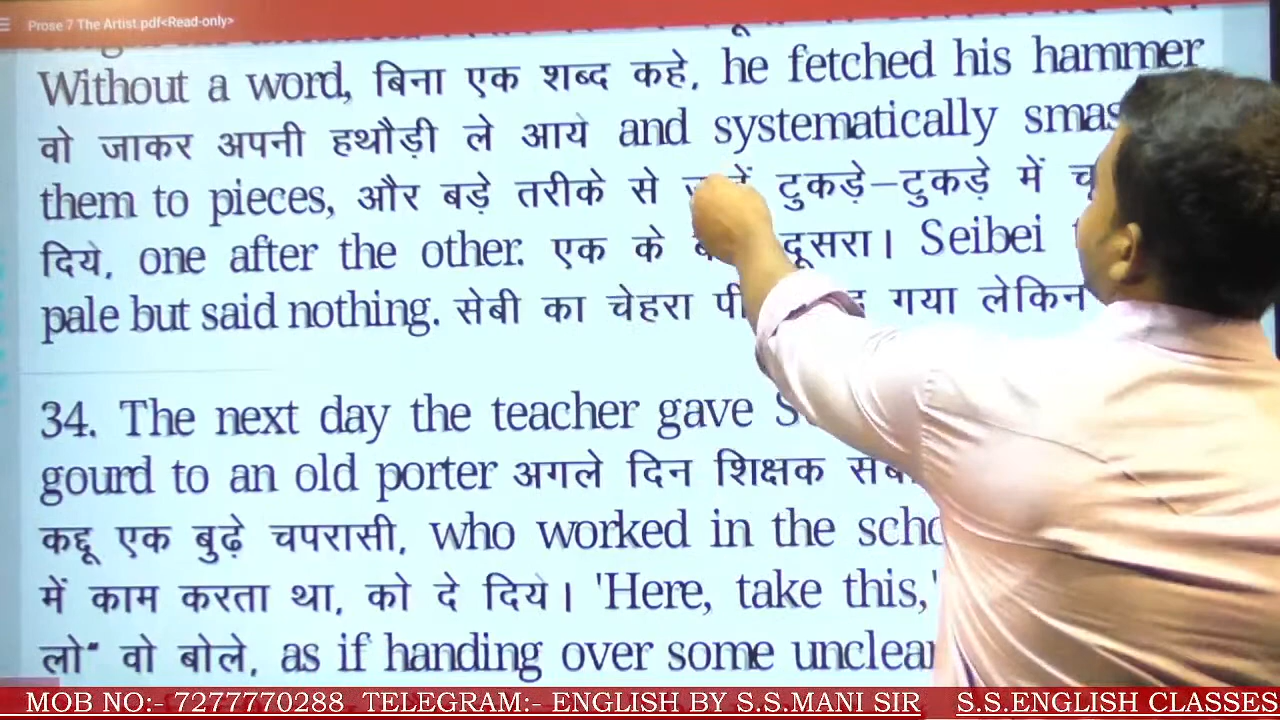 Prose 7 The Artist.pdf<Read-only>
Without a word, बिना एक शब्द कहे, he fetched his hammer
वो जाकर अपनी हथौड़ी ले आये and systematically
them to pieces, और बड़े तरीके से टुकड़े-टुकड़े में
दिये, one after the other. एक के दूसरा। Seibei
pale but said nothing. सेबी का चेहरा गया लेकिन
34. The next day the teacher gave
gourd to an old porter अगले दिन शिक्षक
कद्दू एक बुढ़े चपरासी, who worked in the
में काम करता था, को दे दिये। 'Here, take this,'
लो" वो बोले, as if handing over some
MOB NO:- 7277770288 TELEGRAM:- ENGLISH BY S.S.MANI SIR S.S.ENGLISH CLASSES